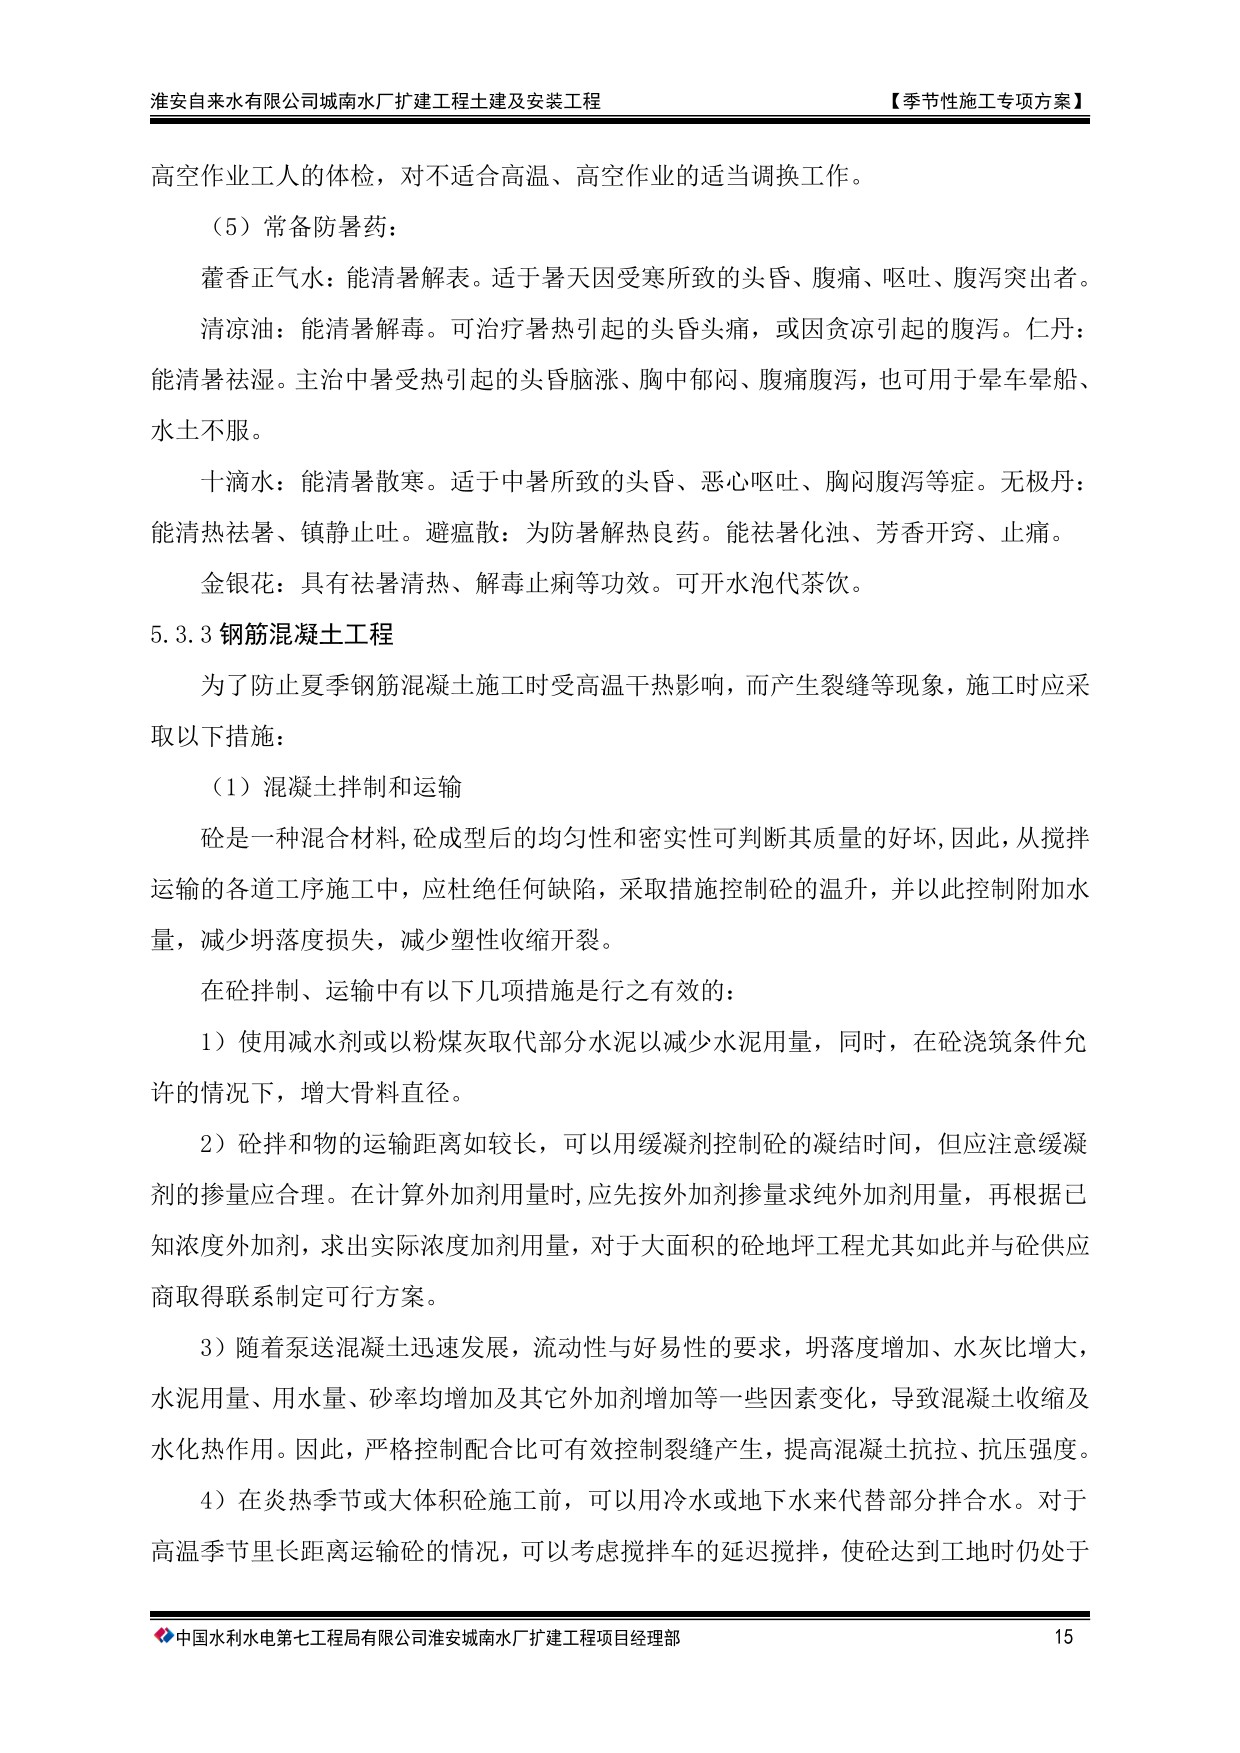 淮安自来水有限公司城南水厂扩建工程土建及安装工程 【季节性施工专项方案】
高空作业工人的体检，对不适合高温、高空作业的适当调换工作。
（5）常备防暑药：
藿香正气水：能清暑解表。适于暑天因受寒所致的头昏、腹痛、呕吐、腹泻突出者。
清凉油：能清暑解毒。可治疗暑热引起的头昏头痛，或因贪凉引起的腹泻。仁丹：
能清暑祛湿。主治中暑受热引起的头昏脑涨、胸中郁闷、腹痛腹泻，也可用于晕车晕船、
水土不服。
十滴水：能清暑散寒。适于中暑所致的头昏、恶心呕吐、胸闷腹泻等症。无极丹：
能清热祛暑、镇静止吐。避瘟散：为防暑解热良药。能祛暑化浊、芳香开窍、止痛。
金银花：具有祛暑清热、解毒止痢等功效。可开水泡代茶饮。
5.3.3 钢筋混凝土工程
为了防止夏季钢筋混凝土施工时受高温干热影响，而产生裂缝等现象，施工时应采
取以下措施：
（1）混凝土拌制和运输
砼是一种混合材料,砼成型后的均匀性和密实性可判断其质量的好坏,因此，从搅拌
运输的各道工序施工中，应杜绝任何缺陷，采取措施控制砼的温升，并以此控制附加水
量，减少坍落度损失，减少塑性收缩开裂。
在砼拌制、运输中有以下几项措施是行之有效的：
1）使用减水剂或以粉煤灰取代部分水泥以减少水泥用量，同时，在砼浇筑条件允
许的情况下，增大骨料直径。
2）砼拌和物的运输距离如较长，可以用缓凝剂控制砼的凝结时间，但应注意缓凝
剂的掺量应合理。在计算外加剂用量时,应先按外加剂掺量求纯外加剂用量，再根据已
知浓度外加剂，求出实际浓度加剂用量，对于大面积的砼地坪工程尤其如此并与砼供应
商取得联系制定可行方案。
3）随着泵送混凝土迅速发展，流动性与好易性的要求，坍落度增加、水灰比增大，
水泥用量、用水量、砂率均增加及其它外加剂增加等一些因素变化，导致混凝土收缩及
水化热作用。因此，严格控制配合比可有效控制裂缝产生，提高混凝土抗拉、抗压强度。
4）在炎热季节或大体积砼施工前，可以用冷水或地下水来代替部分拌合水。对于
高温季节里长距离运输砼的情况，可以考虑搅拌车的延迟搅拌，使砼达到工地时仍处于
中国水利水电第七工程局有限公司淮安城南水厂扩建工程项目经理部 15